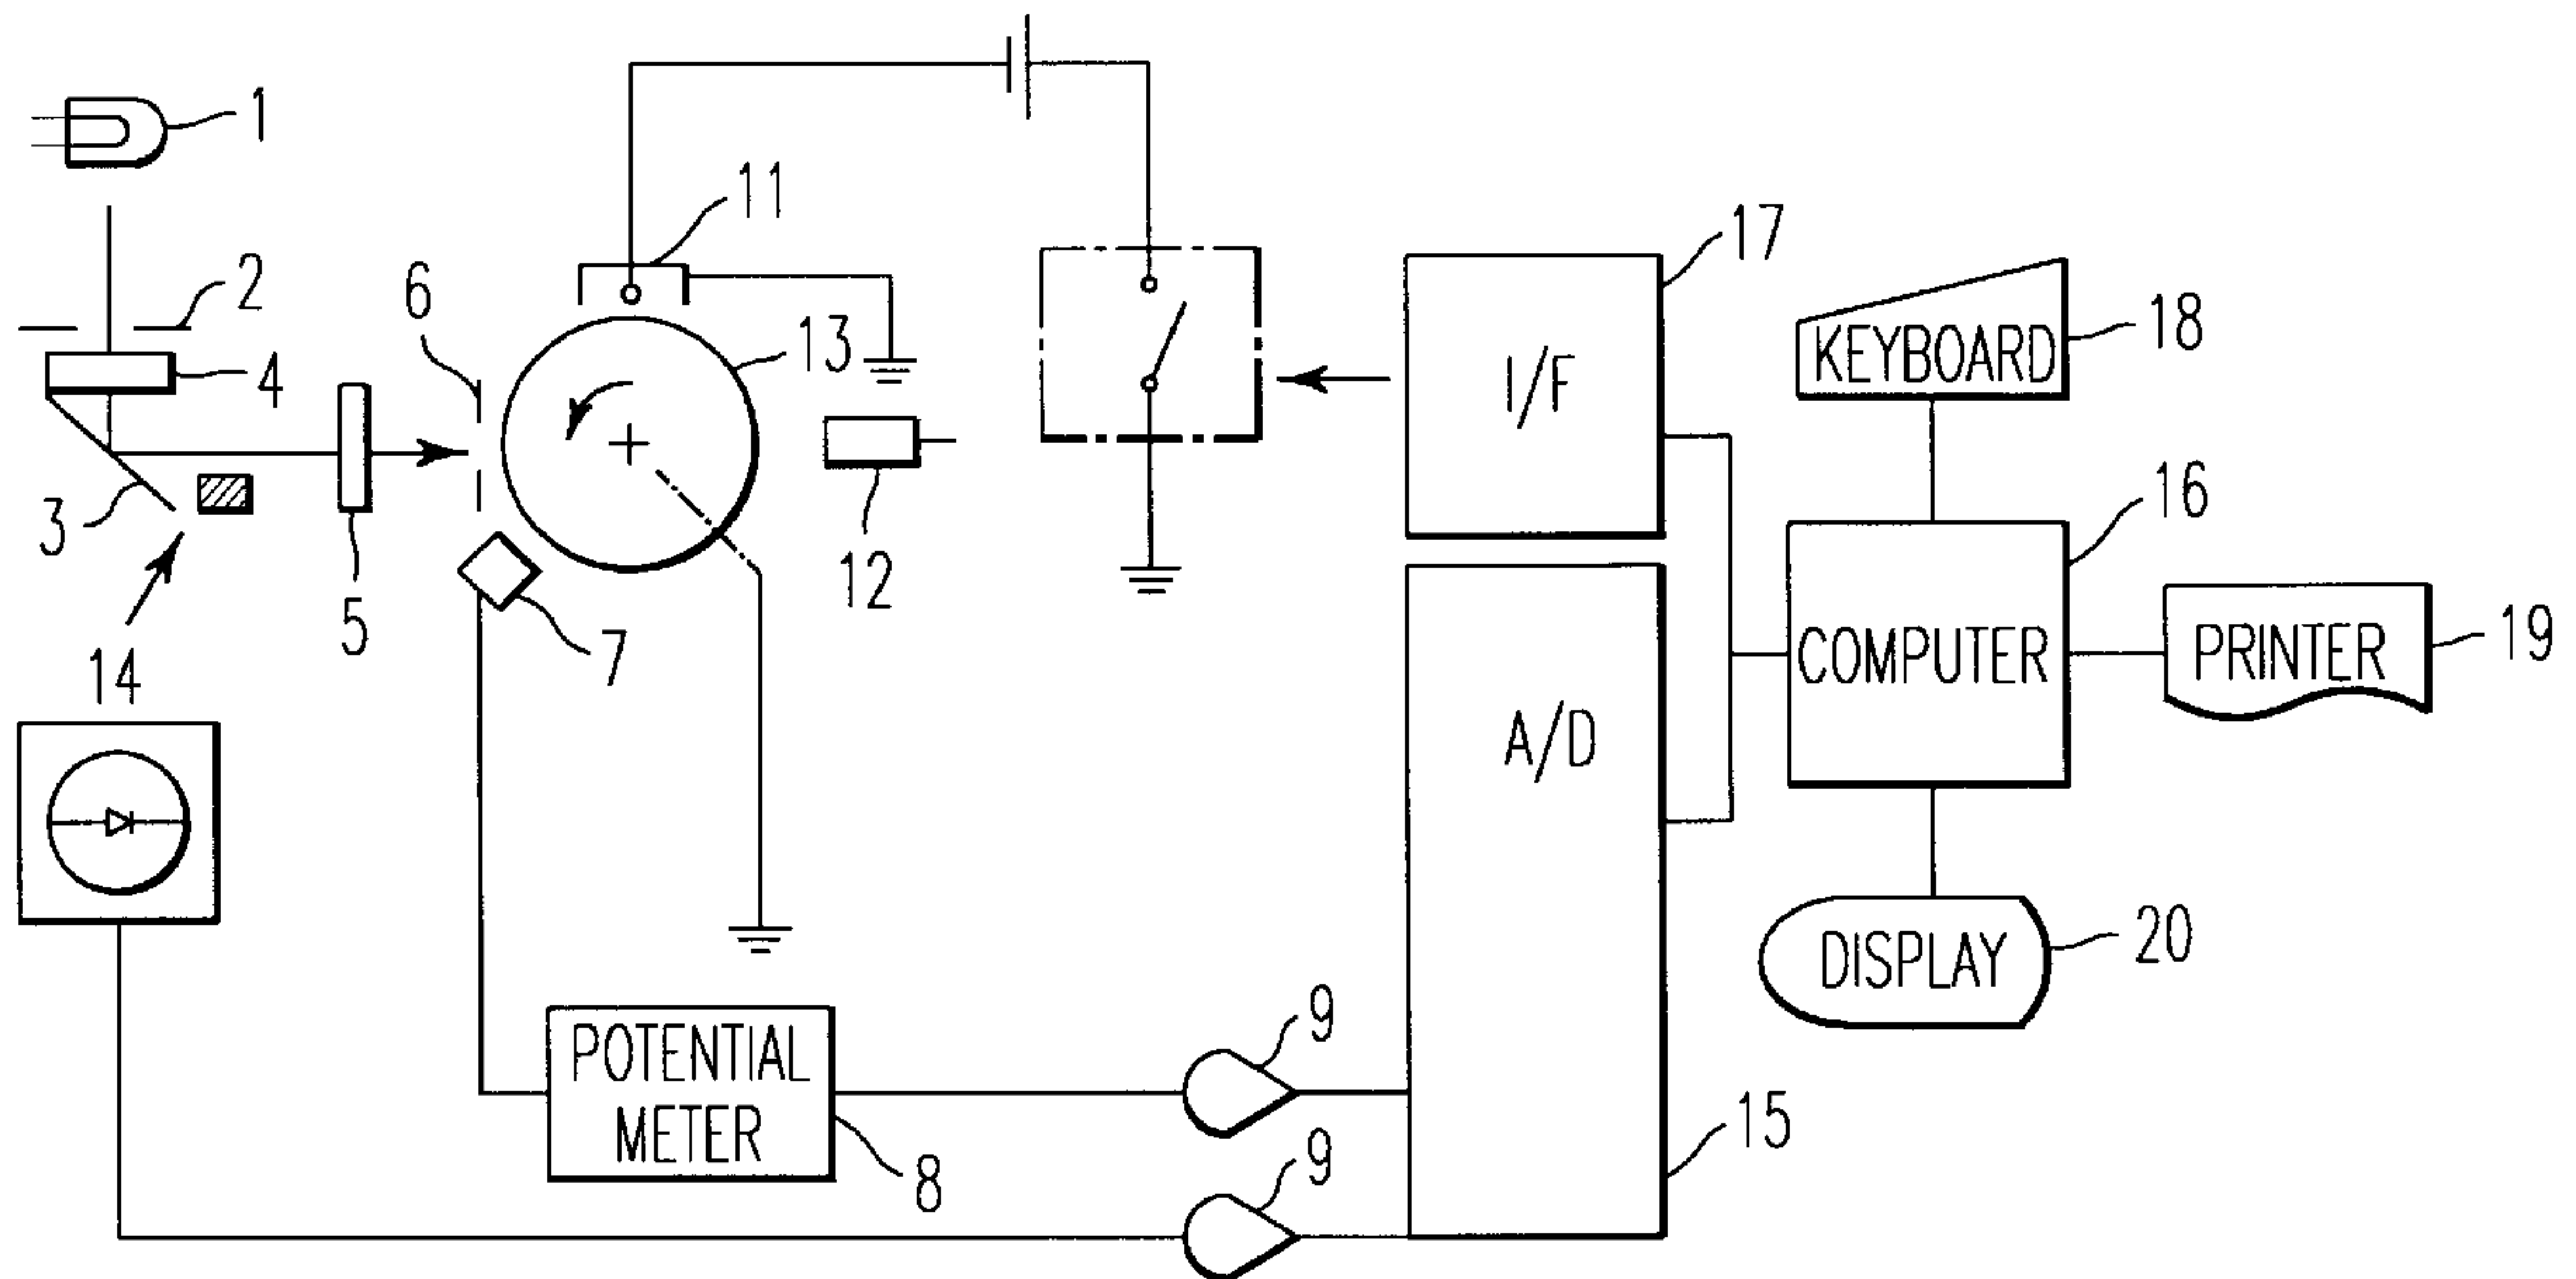 1
11
17
2
6
18
13
KEYBOARD
I/F
4
16
3
12
5
7
19
COMPUTER
PRINTER
14
A/D
20
DISPLAY
9
POTENTIAL
METER
15
9
8